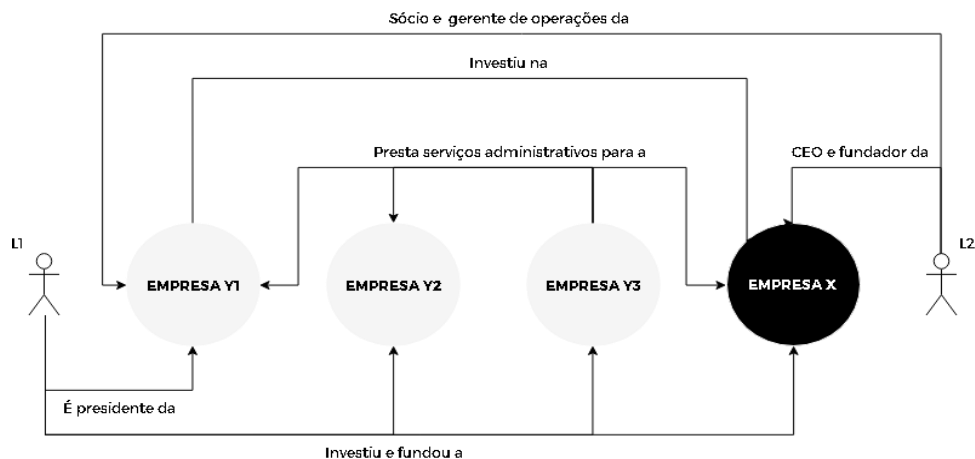 Sócio e gerente de operações da
Investiu na
Presta serviços administrativos para a
CEO e fundador da
L1
L2
EMPRESA Y1
EMPRESA Y2
EMPRESA Y3
EMPRESA X
É presidente da
Investiu e fundou a